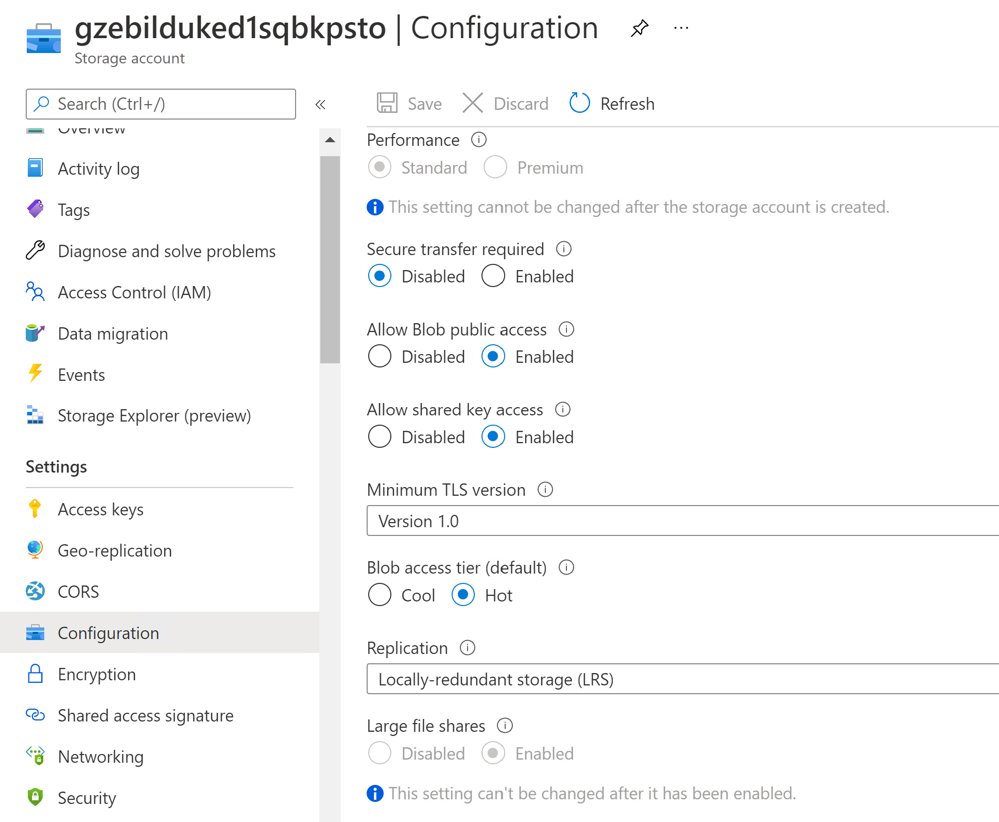 gzebilduked1sqbkpsto | Configuration
Storage account
Search (Ctrl+/)
Overview
Activity log
Tags
Diagnose and solve problems
Access Control (IAM)
Data migration
Events
Storage Explorer (preview)
Settings
Access keys
Geo-replication
CORS
Configuration
Encryption
Shared access signature
Networking
Security
Save Discard Refresh
Performance
Standard Premium
This setting cannot be changed after the storage account is created.
Secure transfer required
Disabled Enabled
Allow Blob public access
Disabled Enabled
Allow shared key access
Disabled Enabled
Minimum TLS version
Version 1.0
Blob access tier (default)
Cool Hot
Replication
Locally-redundant storage (LRS)
Large file shares
Disabled Enabled
This setting can't be changed after it has been enabled.